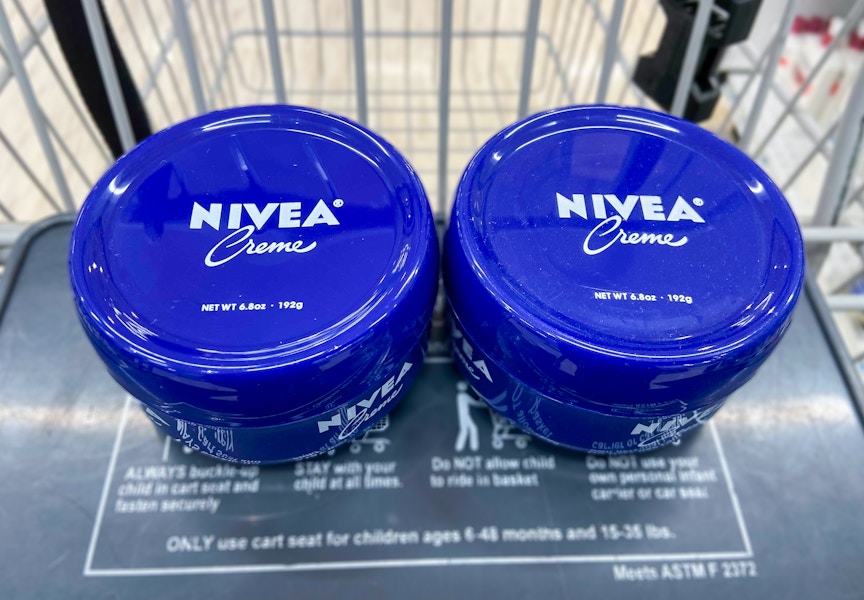 NIVEA®
Creme
NET WT 6.8oz · 192g
NIVEA®
Creme
NET WT 6.8oz · 192g
NIVEA
Creme
NIVEA
Creme
NIVEA
ALWAYS buckle-up
child in cart seat and
fasten securely
STAY with your
child at all times.
Do NOT allow child
to ride in basket
Do NOT use your
own personal infant
carrier or car seat
ONLY use cart seat for children ages 6-48 months and 15-35 lbs.
Meets ASTM F 2372